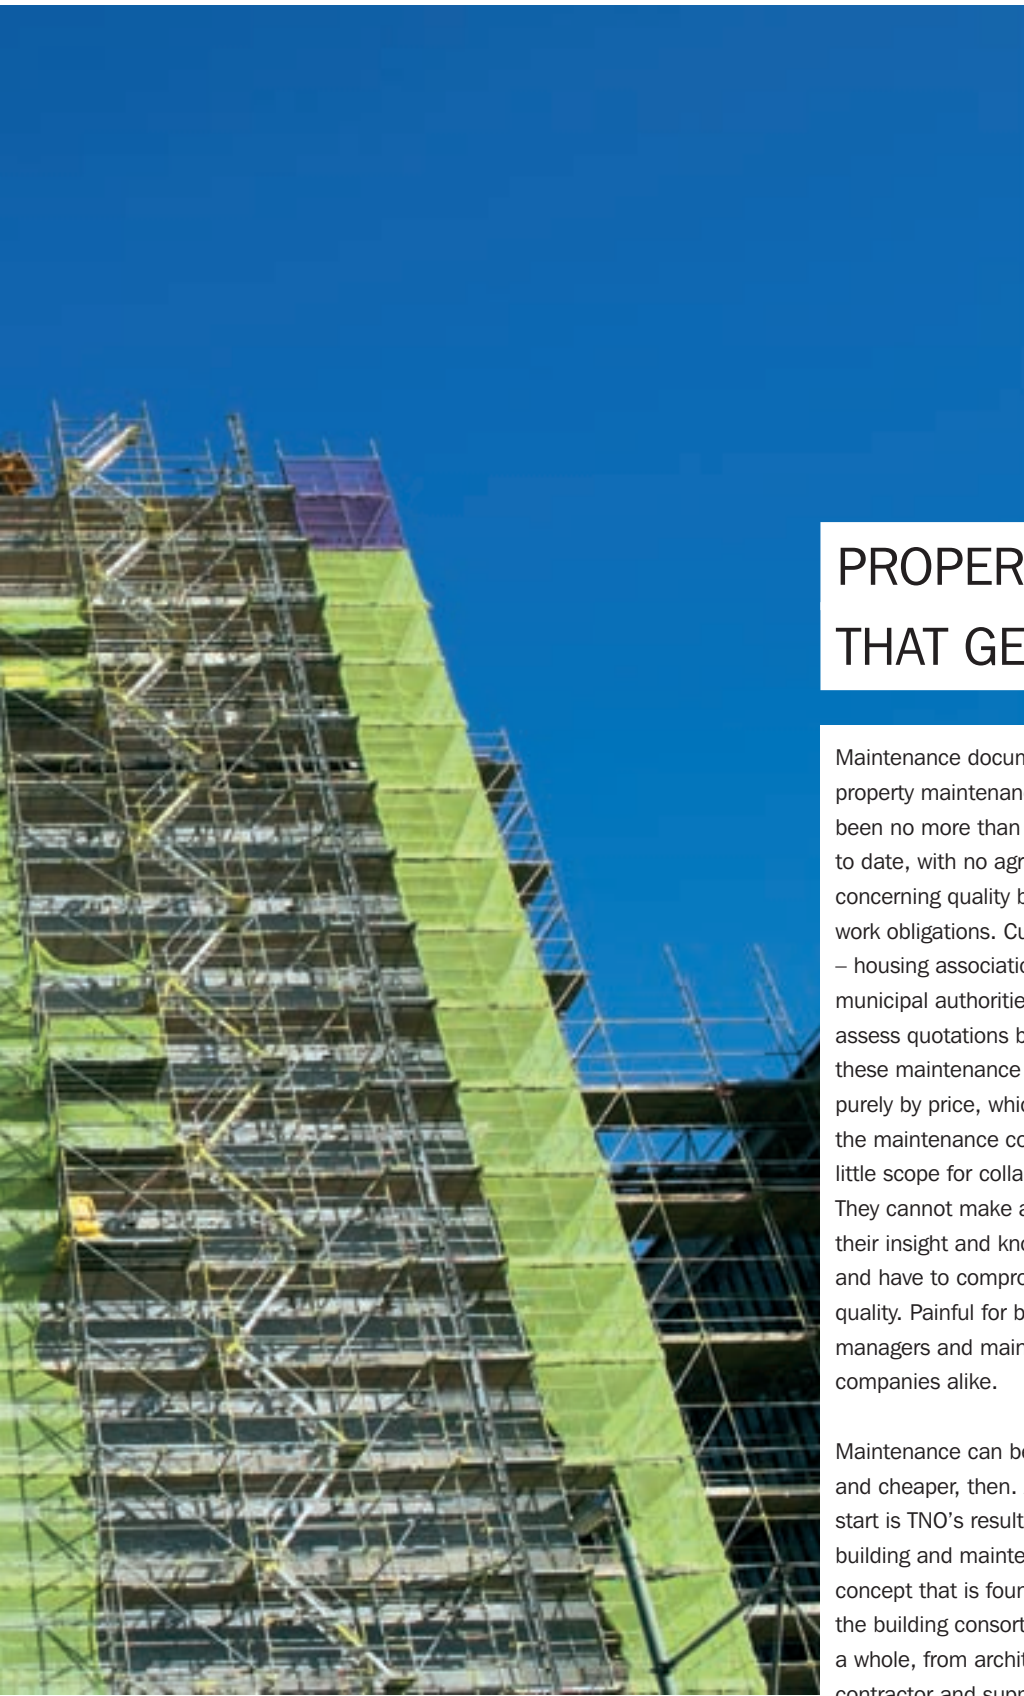 PROPER
THAT GE
Maintenance docum
property maintenanc
been no more than
to date, with no agr
concerning quality b
work obligations. Cu
– housing associatio
municipal authoritie
assess quotations b
these maintenance
purely by price, whic
the maintenance co
little scope for colla
They cannot make a
their insight and kno
and have to compro
quality. Painful for b
managers and main
companies alike.
Maintenance can be
and cheaper, then.
start is TNO's result
building and mainte
concept that is foun
the building consort
a whole, from archit
contractor and supp